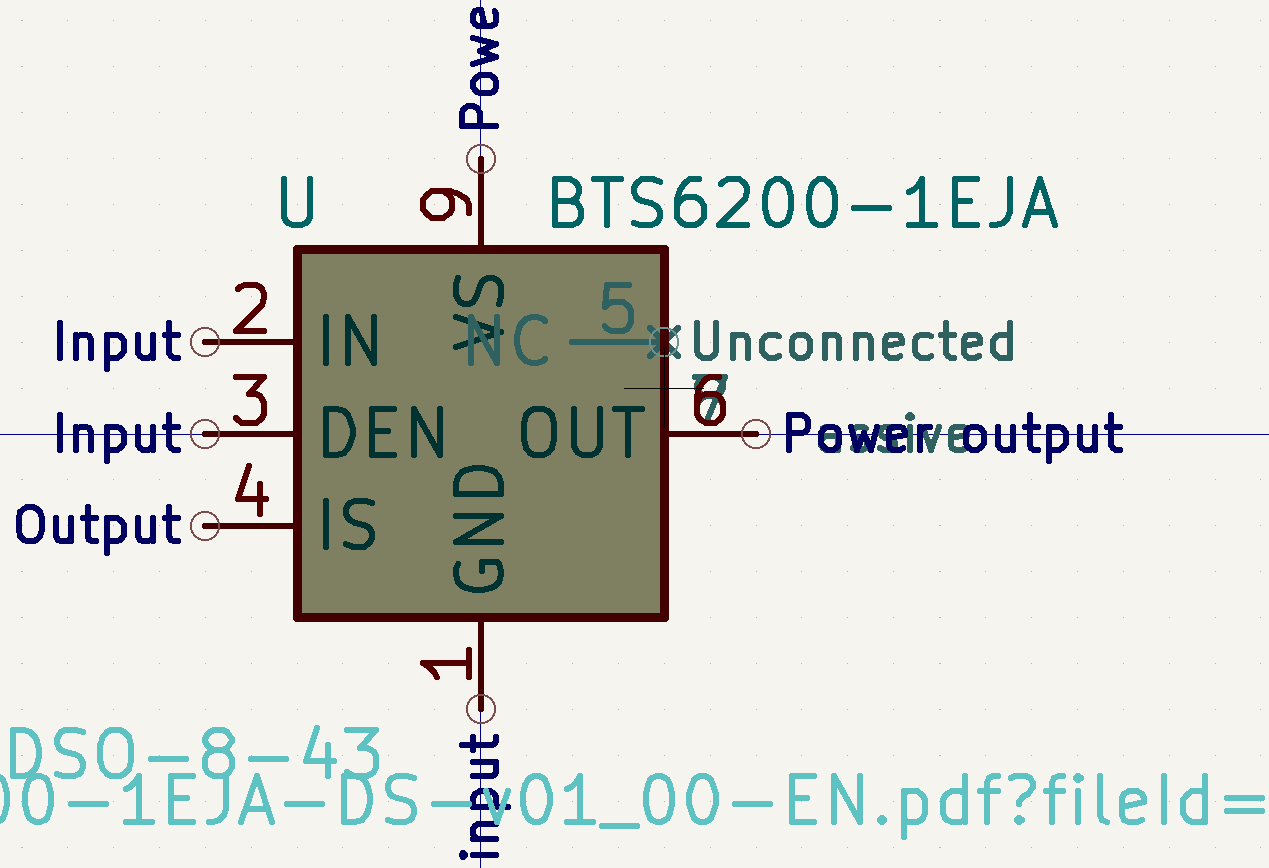 Powe
U
9
BTS6200-1EJA
2
VS
5
Input
IN
NC
Unconnected
3
6
Input
DEN
OUT
Power output
4
GND
Output
IS
1
DSO-8-43
input
00-1EJA-DS-v01_00-EN.pdf?fileId=